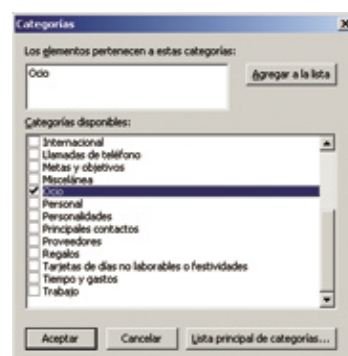 Categorías
Los elementos pertenecen a estas categorías:
Ocio
Agregar a la lista
Categorías disponibles:
Internacional
Llamadas de teléfono
Metas y objetivos
Miscelánea
Ocio
Personal
Personalidades
Principales contactos
Proveedores
Regalos
Tarjetas de días no laborables o festividades
Tiempo y gastos
Trabajo
Aceptar
Cancelar
Lista principal de categorías...